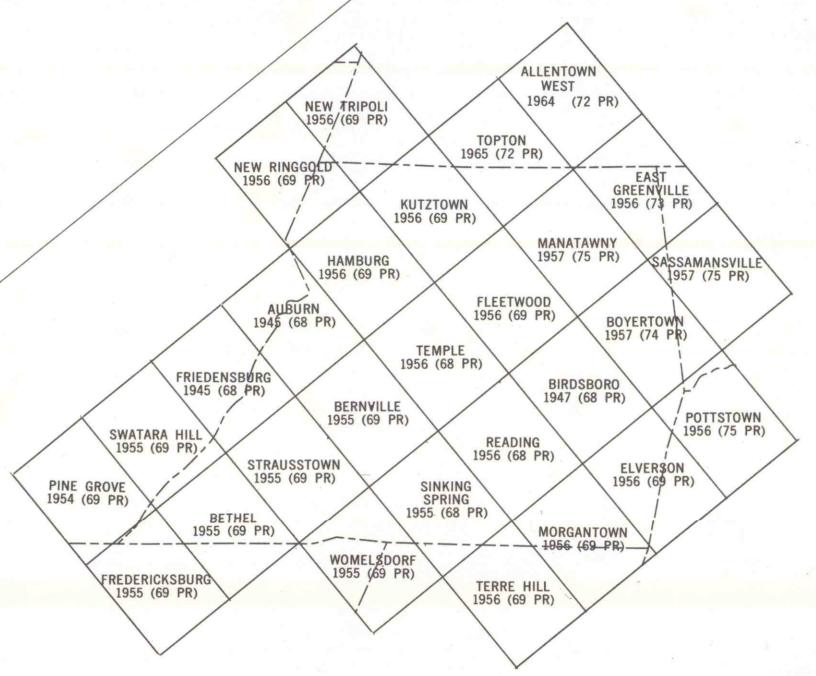 ALLENTOWN
WEST
1964 (72 PR)
NEW TRIPOLI
1956 (69 PR)
TOPTON
1965 (72 PR)
NEW RINGGOLD
1956 (69 PR)
EAST
GREENVILLE
1956 (73 PR)
KUTZTOWN
1956 (69 PR)
MANATAWNY
1957 (75 PR)
HAMBURG
1956 (69 PR)
SASSAMANSVILLE
1957 (75 PR)
FLEETWOOD
1956 (69 PR)
AUBURN
1945 (68 PR)
BOYERTOWN
1957 (74 PR)
TEMPLE
1956 (68 PR)
FRIEDENSBURG
1945 (68 PR)
BIRDSBORO
1947 (68 PR)
BERNVILLE
1955 (69 PR)
POTTSTOWN
1956 (75 PR)
SWATARA HILL
1955 (69 PR)
READING
1956 (68 PR)
STRAUSSTOWN
1955 (69 PR)
ELVERSON
1956 (69 PR)
PINE GROVE
1954 (69 PR)
SINKING
SPRING
1955 (68 PR)
BETHEL
1955 (69 PR)
MORGANTOWN
1956 (69 PR)
WOMELSDORF
1955 (69 PR)
FREDERICKSBURG
1955 (69 PR)
TERRE HILL
1956 (69 PR)